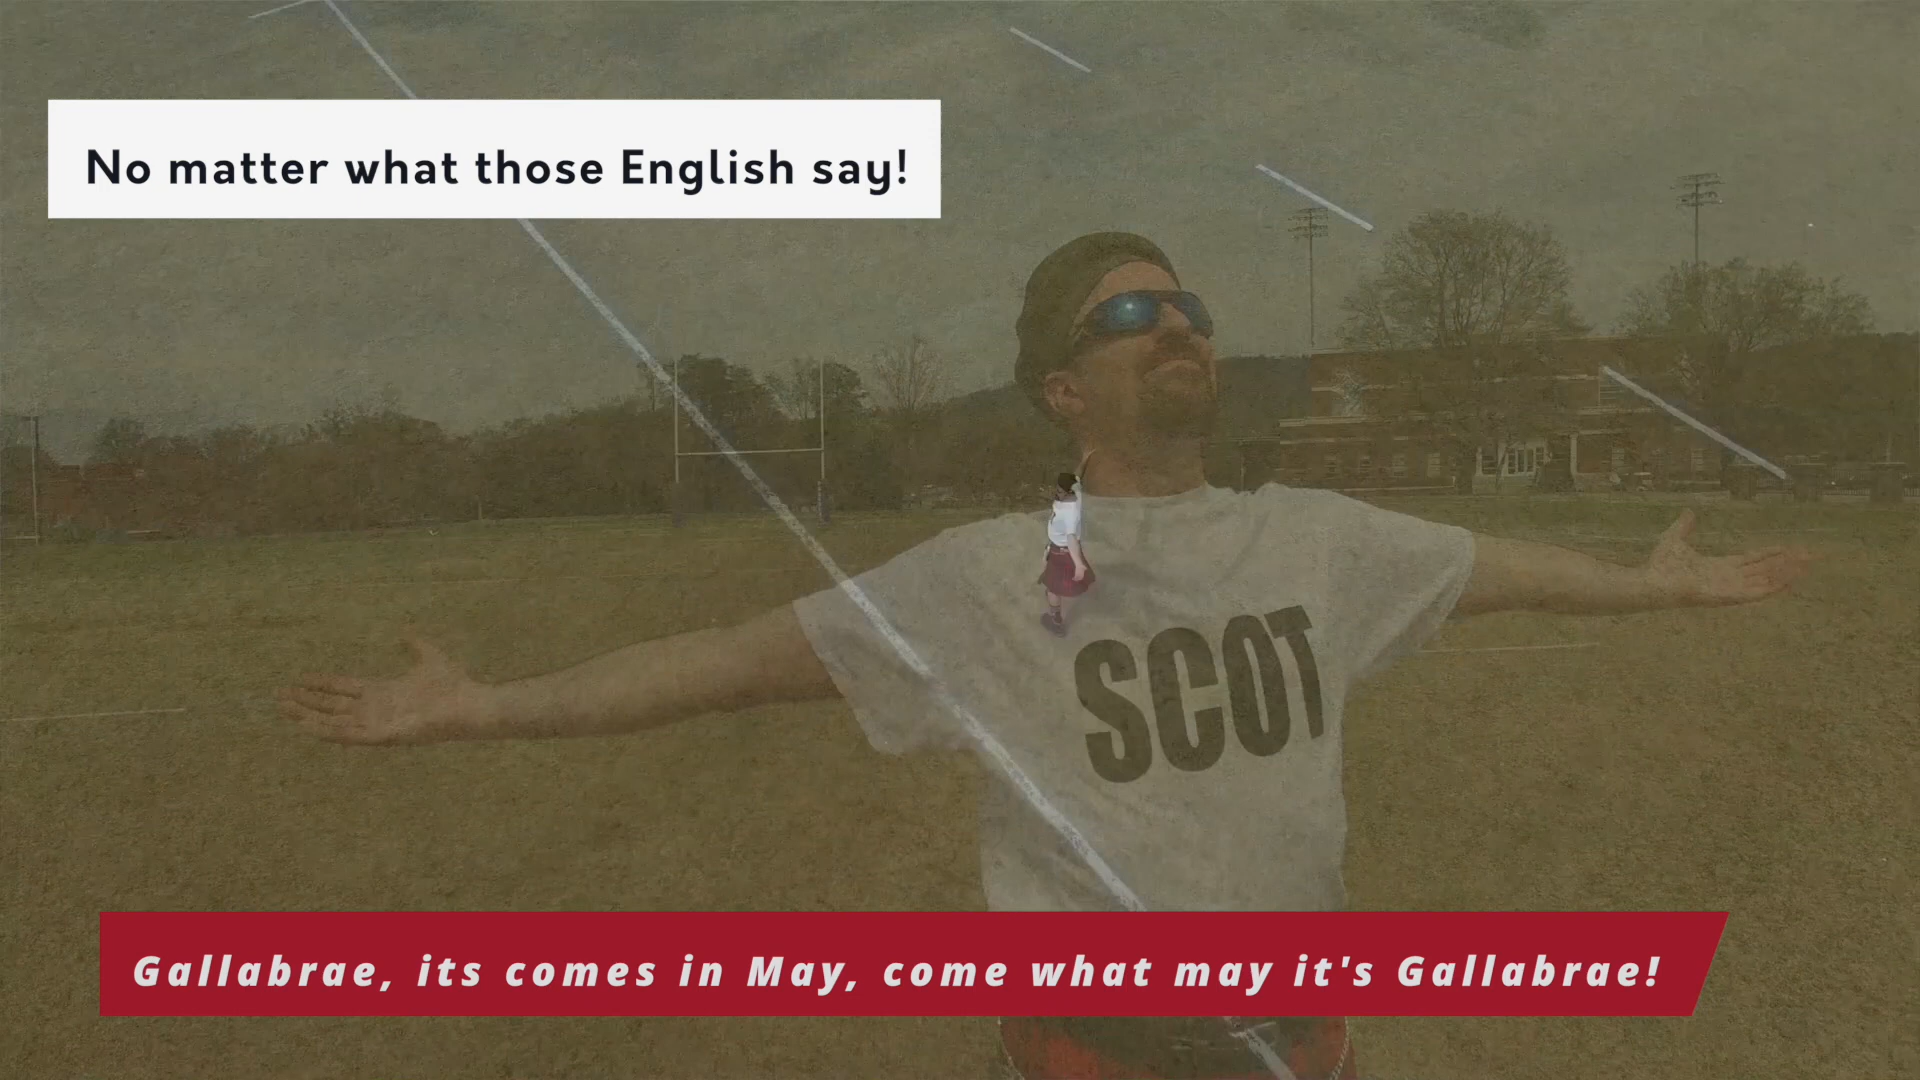 No matter what those English say!
SCOT
Gallabrae, its comes in May, come what may it's Gallabrae!